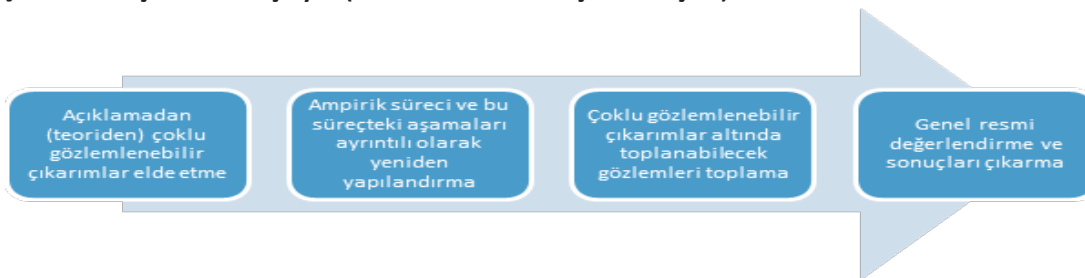 Açıklamadan
(teoriden) çoklu
gözlemlenebilir
çıkarımlar elde etme
Ampirik süreci ve bu
süreçteki aşamaları
ayrıntılı olarak
yeniden
yapılandırma
Çoklu gözlemlenebilir
çıkarımlar altında
toplanabilecek
gözlemleri toplama
Genel resmi
değerlendirme ve
sonuçları çıkarma